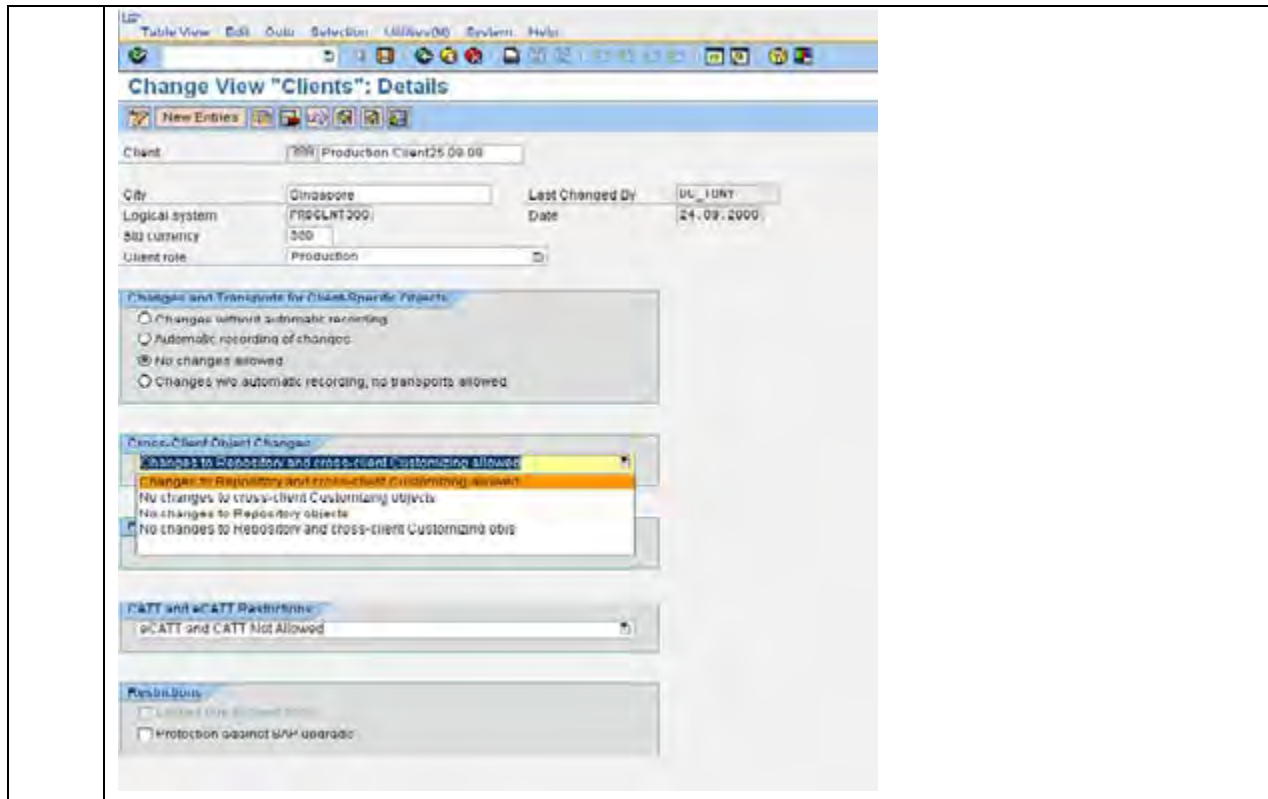 Table View Edit Goto Selection Utilities(M) System Help
Change View "Clients": Details
New Entries
Client Production Client25.09.09
City Singapore Last Changed By
Logical system Date
Std currency
Client role Production
Changes and Transports for Client-Specific Objects
Changes without automatic recording
Automatic recording of changes
No changes allowed
Changes w/o automatic recording, no transports allowed
Cross-Client Object Changes
Changes to Repository and cross-client Customizing allowed
Changes to Repository and cross-client Customizing allowed
No changes to cross-client Customizing objects
No changes to Repository objects
No changes to Repository and cross-client Customizing objs
CATT and eCATT Restrictions
eCATT and CATT Not Allowed
Restrictions
Protection against SAP upgrade